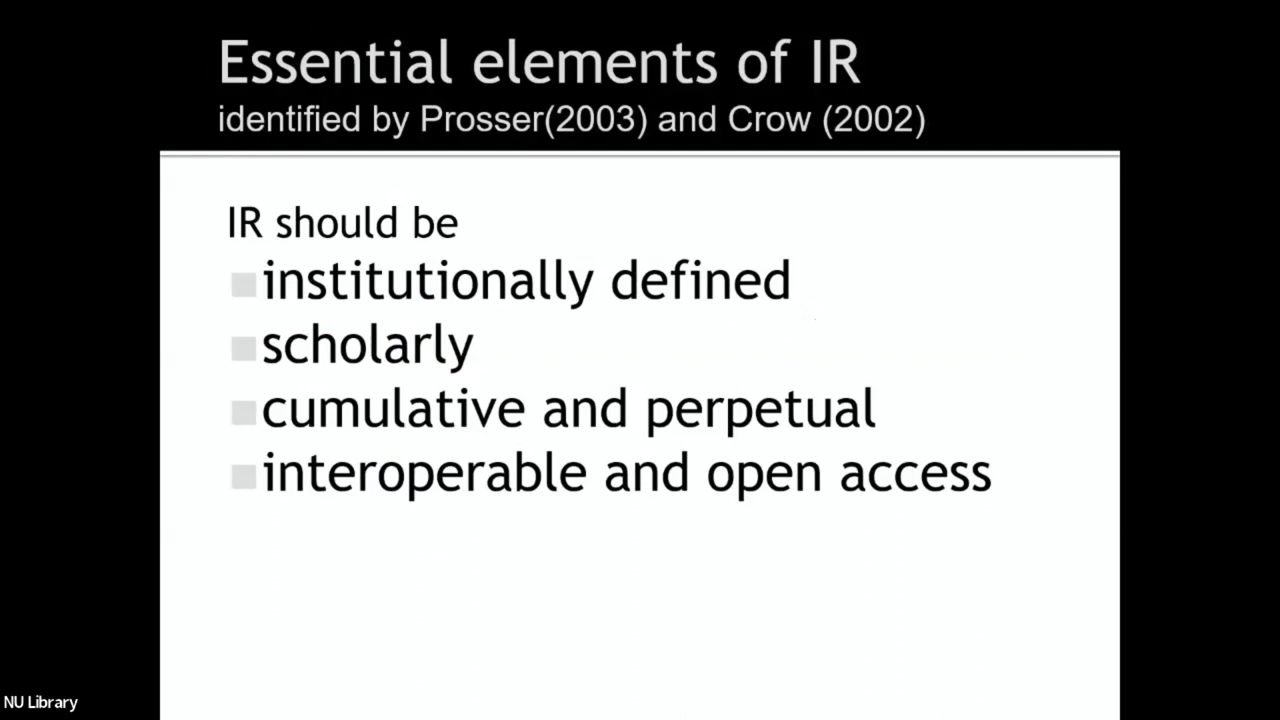 Essential elements of IR
identified by Prosser(2003) and Crow (2002)
IR should be
institutionally defined
scholarly
cumulative and perpetual
interoperable and open access
NU Library